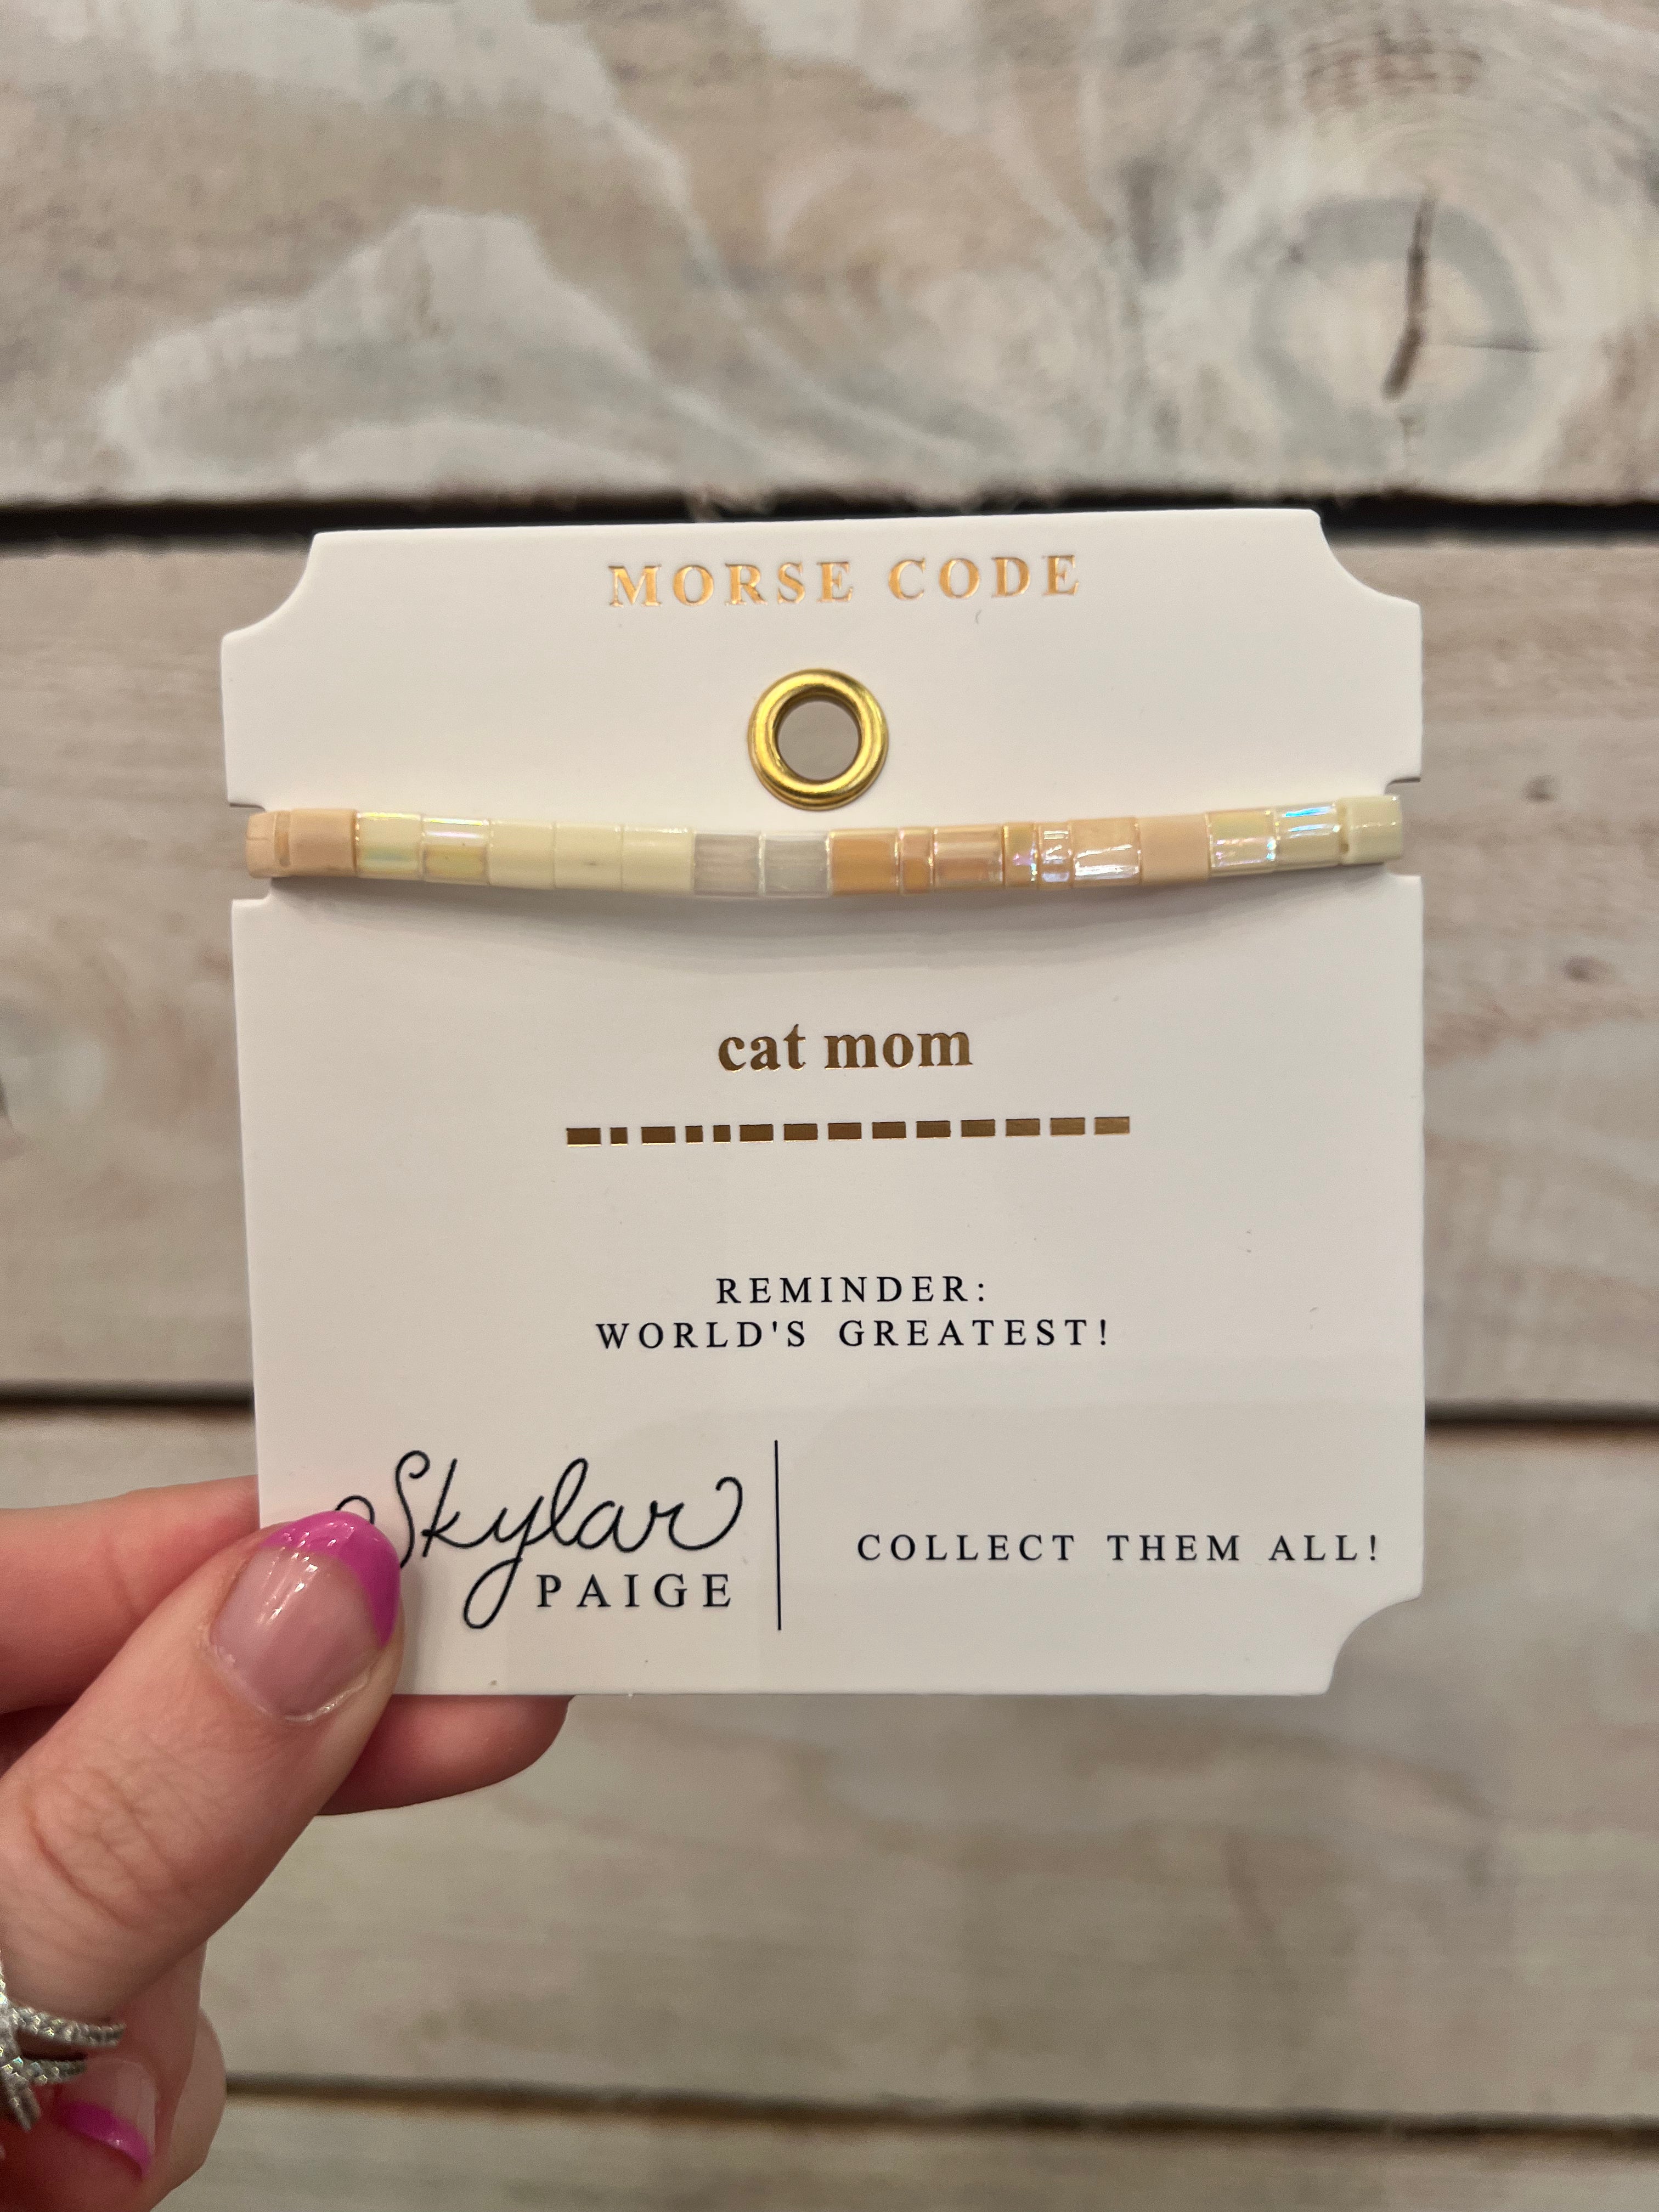 MORSE CODE
cat mom
REMINDER:
WORLD'S GREATEST!
Skylar
PAIGE
COLLECT THEM ALL!